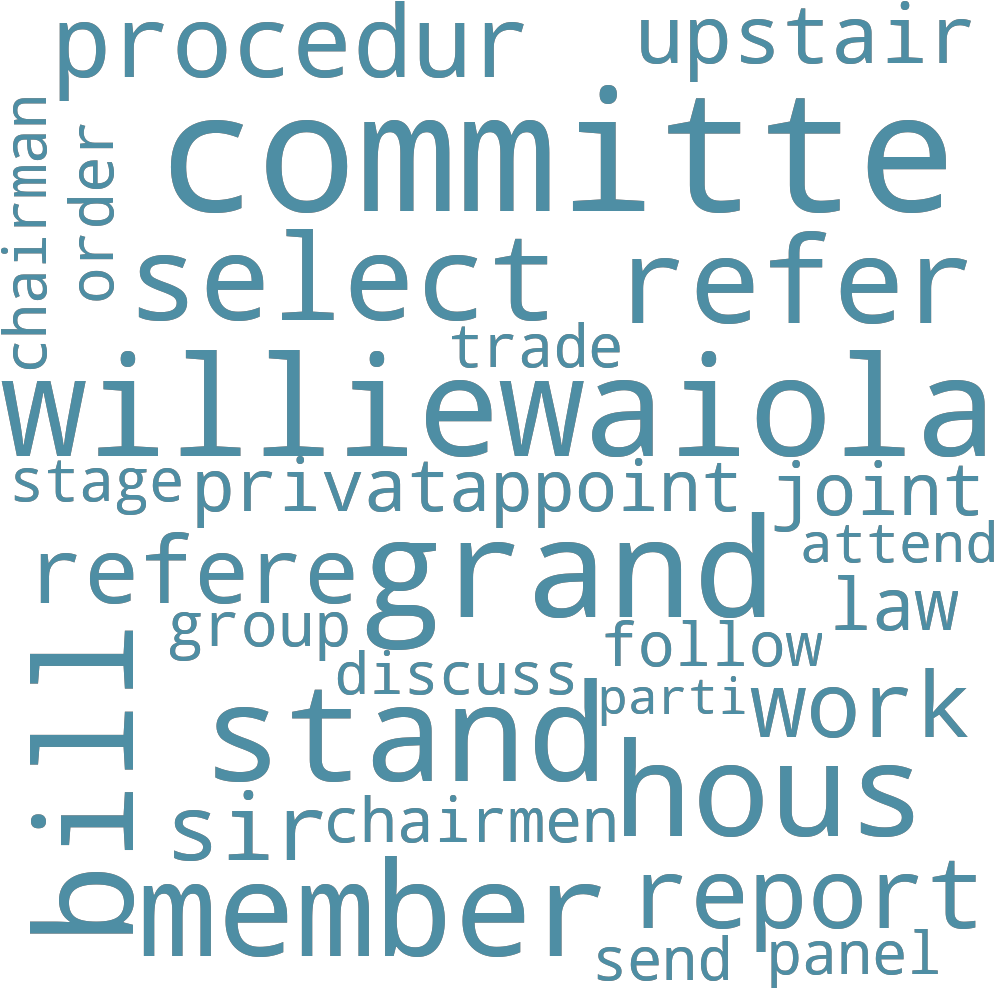 procedur upstair
committe
chairman
order
select refer
trade
williewaiola
stage privatappoint joint
attend
refere grand
law
group
follow
discuss
parti work
bill
stand
hous
sir chairmen
member report
send panel